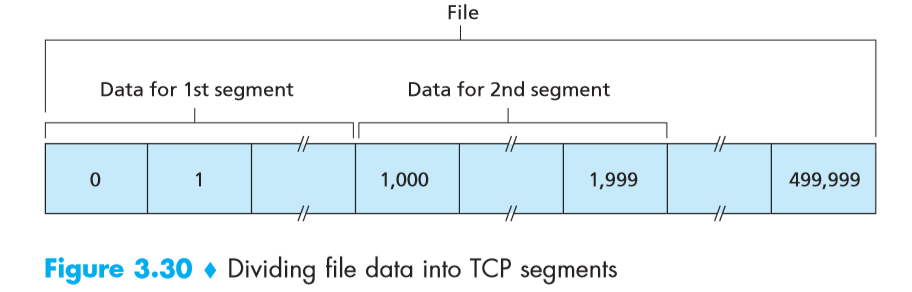 File
Data for 1st segment Data for 2nd segment
0 1 1,000 1,999 499,999
Figure 3.30 ♦ Dividing file data into TCP segments